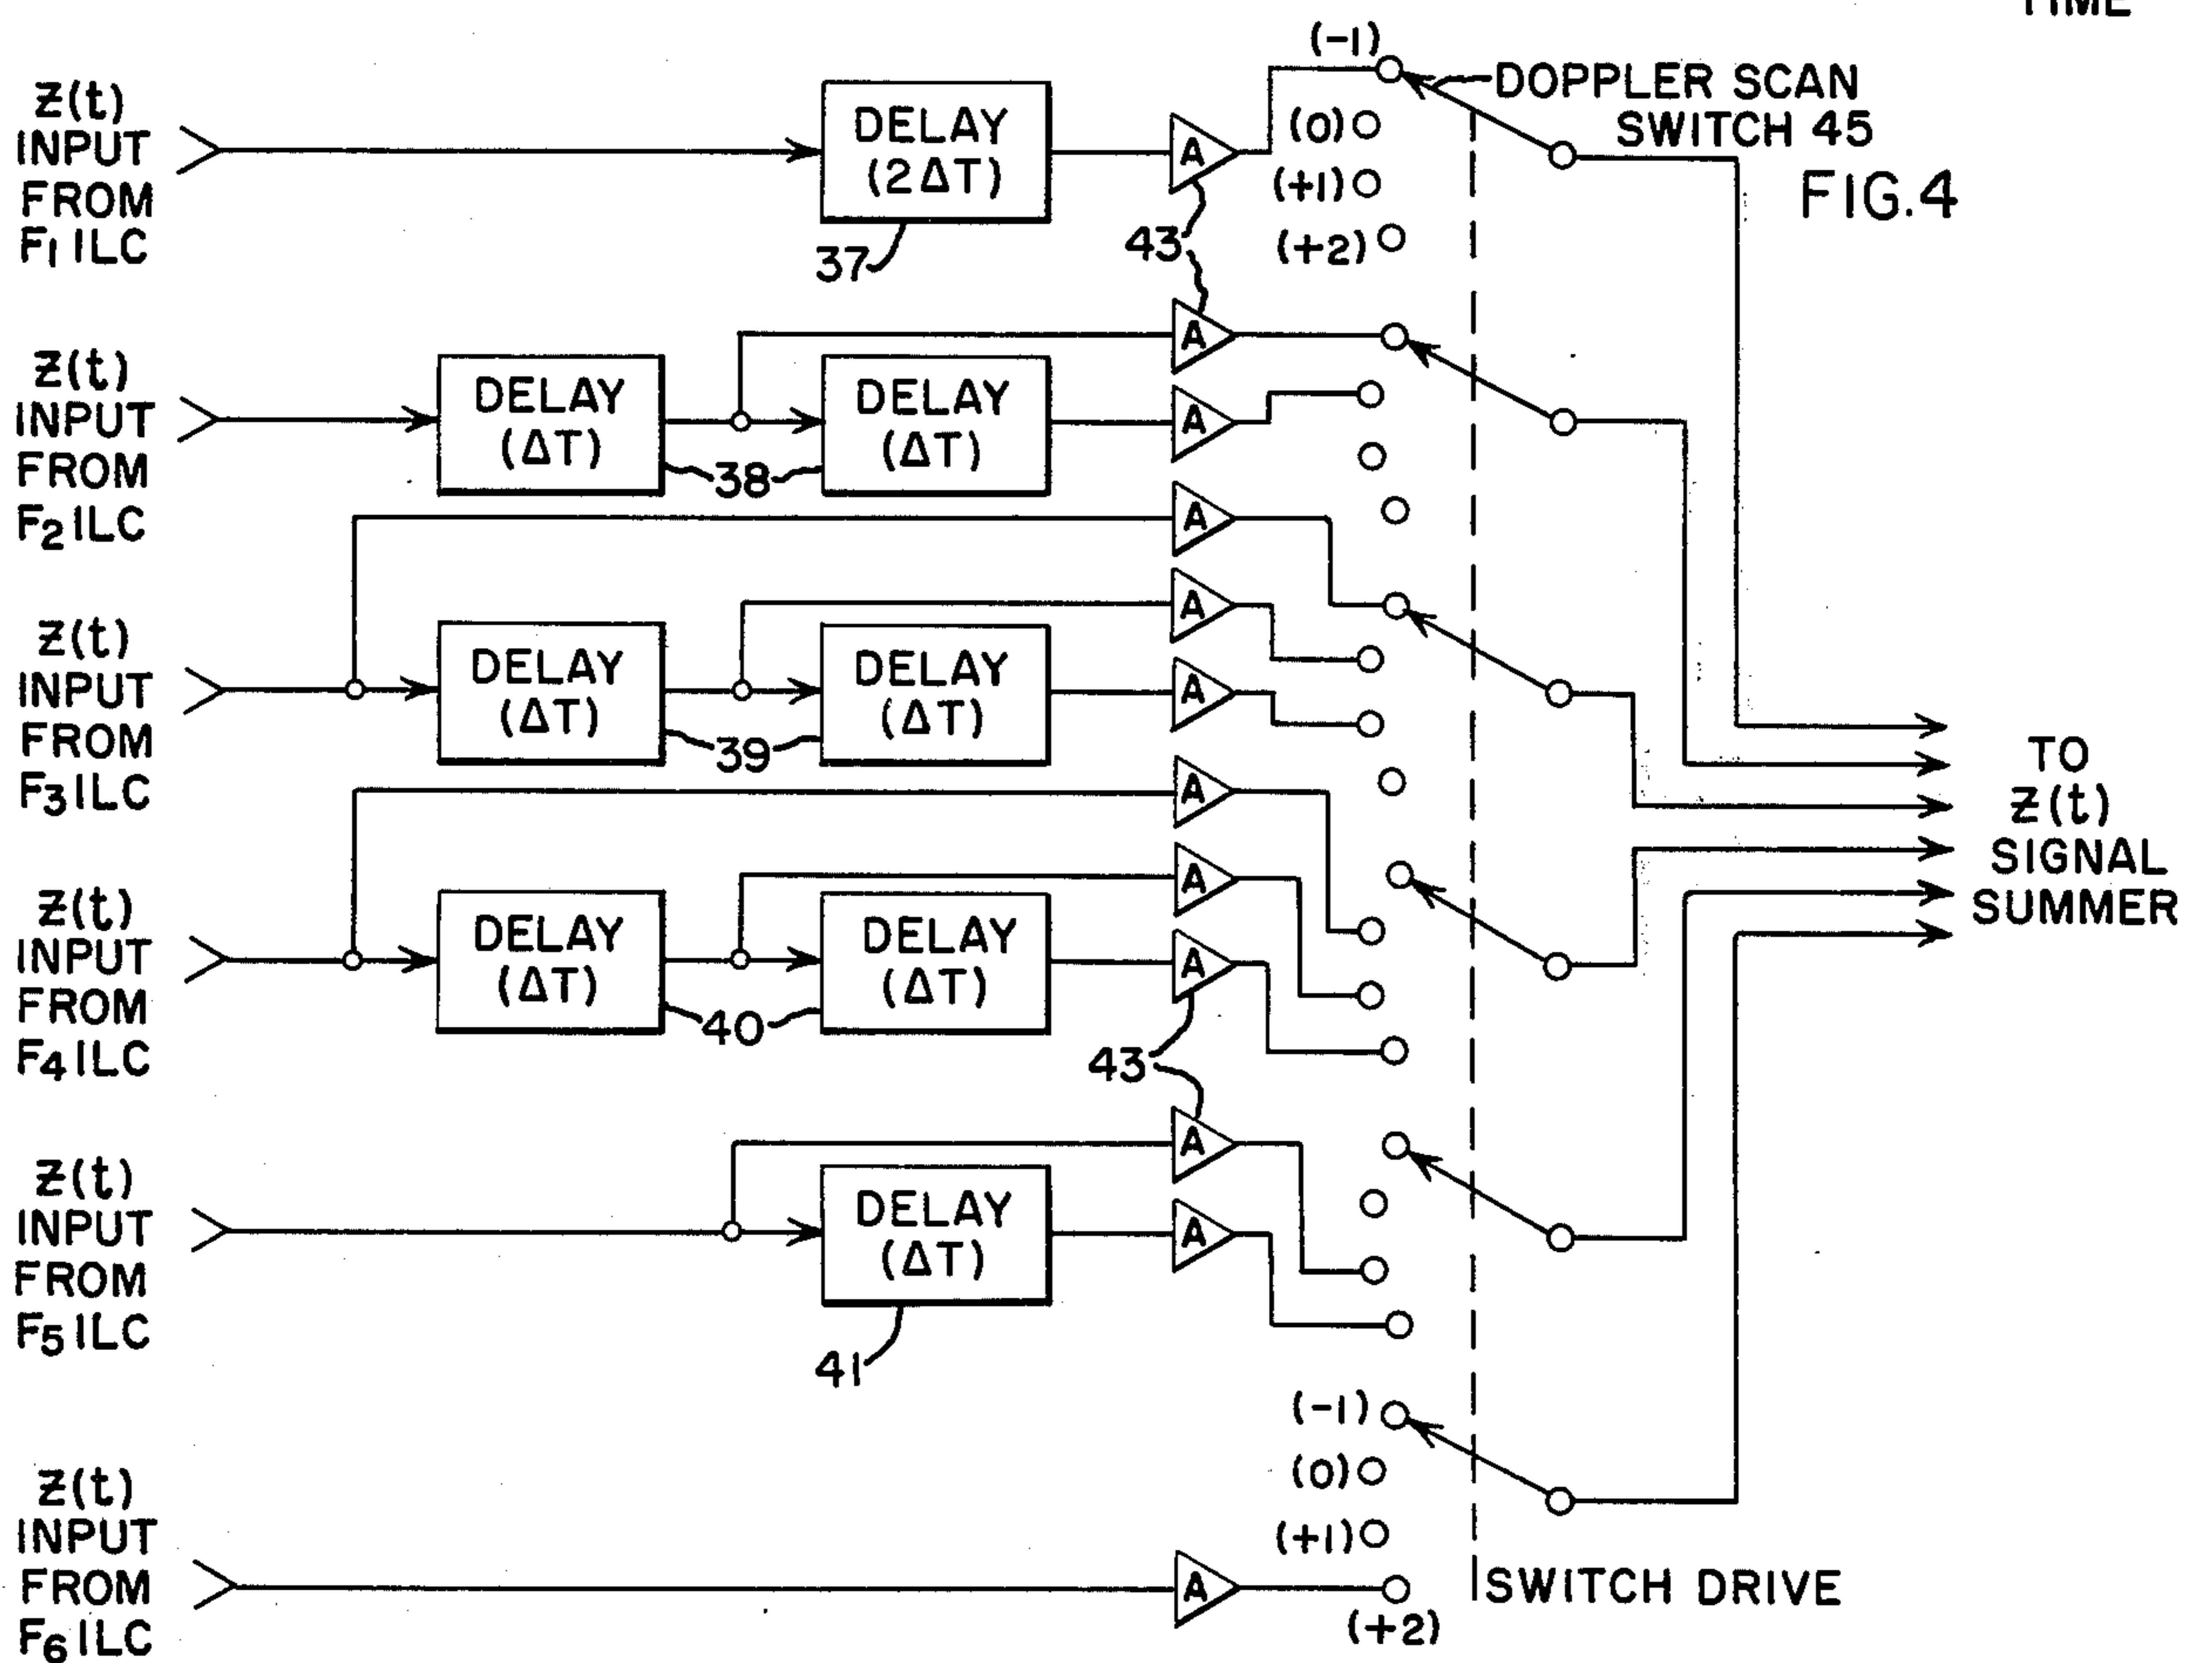 TIME
Z(t)
INPUT
FROM
F1 ILC
DELAY
(2ΔT)
37
A
43
(-1)
(0)
(+1)
(+2)
DOPPLER SCAN
SWITCH 45
FIG.4
Z(t)
INPUT
FROM
F2 ILC
DELAY
(ΔT)
38
DELAY
(ΔT)
A
A
Z(t)
INPUT
FROM
F3 ILC
DELAY
(ΔT)
39
DELAY
(ΔT)
A
A
A
Z(t)
INPUT
FROM
F4 ILC
DELAY
(ΔT)
40
DELAY
(ΔT)
A
A
A
43
TO
Z(t)
SIGNAL
SUMMER
Z(t)
INPUT
FROM
F5 ILC
DELAY
(ΔT)
41
A
A
Z(t)
INPUT
FROM
F6 ILC
A
(-1)
(0)
(+1)
(+2)
SWITCH DRIVE